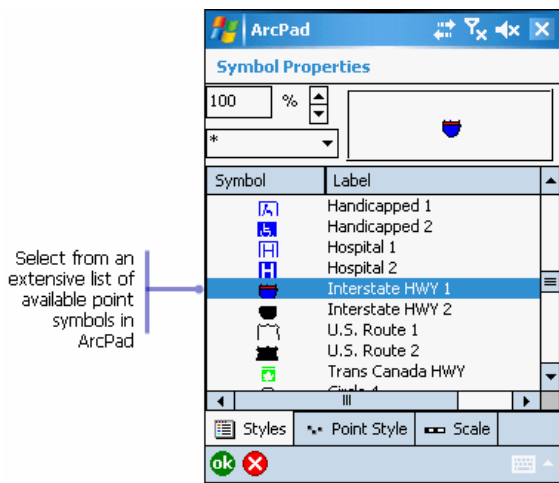 ArcPad
Symbol Properties
100 %
*
Symbol Label
Handicapped 1
Handicapped 2
H Hospital 1
H Hospital 2
Interstate HWY 1
Interstate HWY 2
U.S. Route 1
U.S. Route 2
Trans Canada HWY
Select from an
extensive list of
available point
symbols in
ArcPad
Styles Point Style Scale
ok